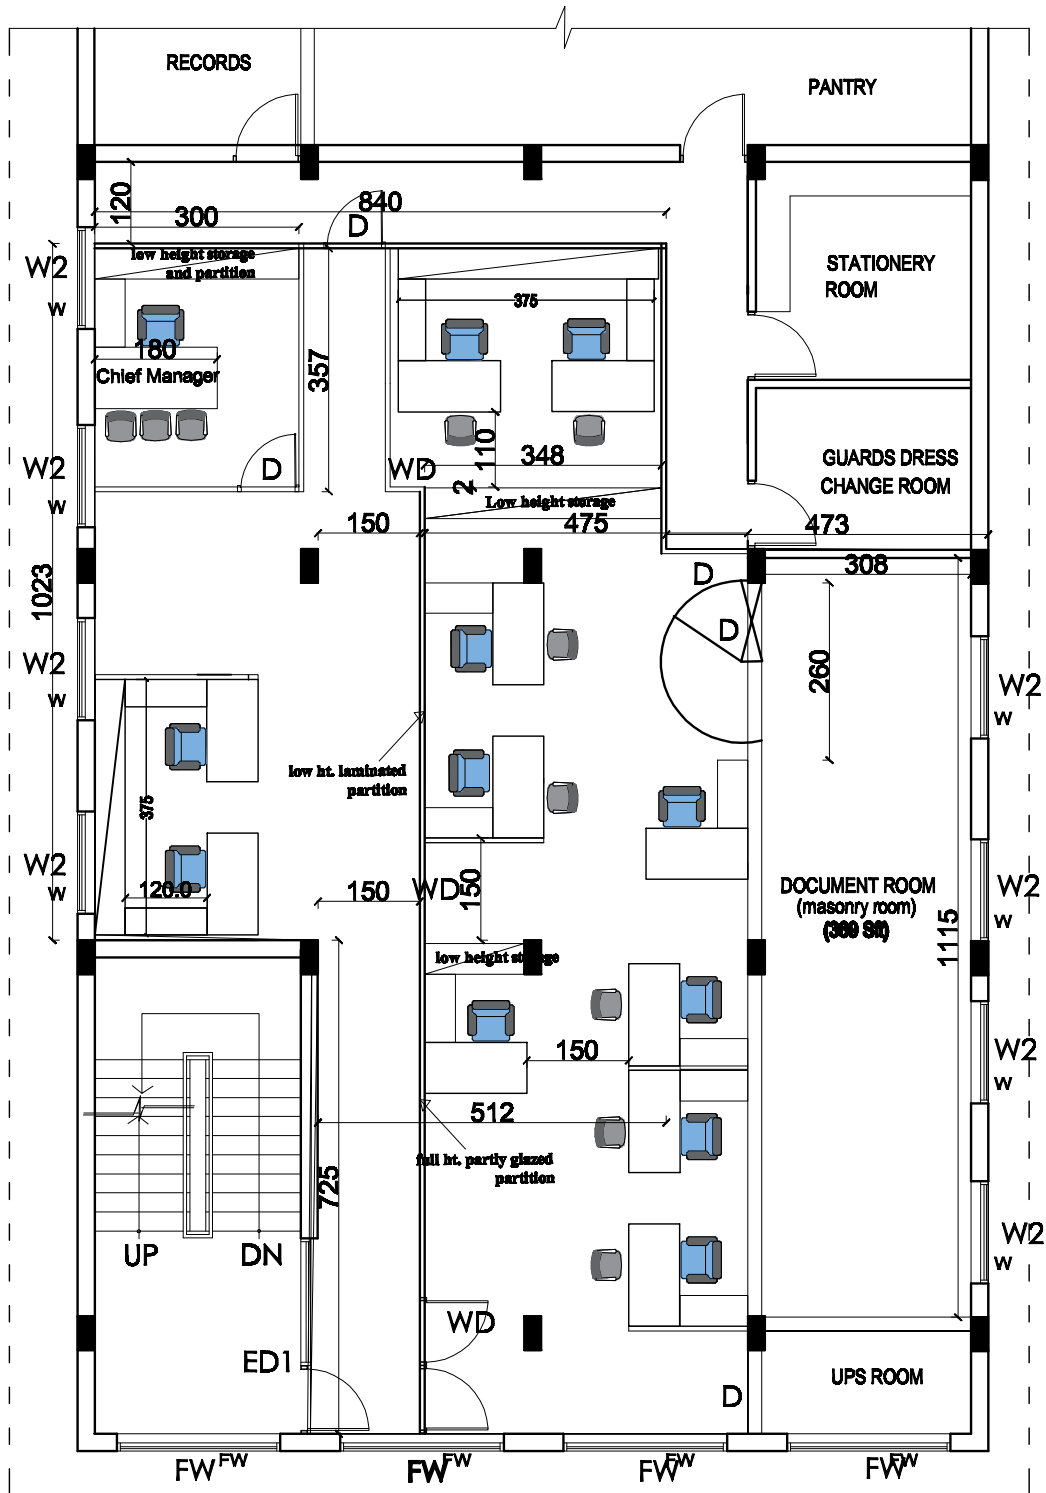 RECORDS
PANTRY
120
840
300
D
W2
low height storage
and partition
STATIONERY
ROOM
w
375
180
357
Chief Manager
110
348
GUARDS DRESS
CHANGE ROOM
W2
D
WD
2
w
Low height storage
150
475
473
308
1023
D
D
260
W2
w
W2
w
low ht. laminated
partition
375
W2
w
120.0
150
WD
150
DOCUMENT ROOM
(masonry room)
(369 Sft)
W2
w
1115
low height storage
150
W2
w
512
full ht. partly glazed
partition
725
UP
DN
W2
w
WD
ED1
UPS ROOM
D
FW
FW
FW
FW
FW
FW
FW
FW